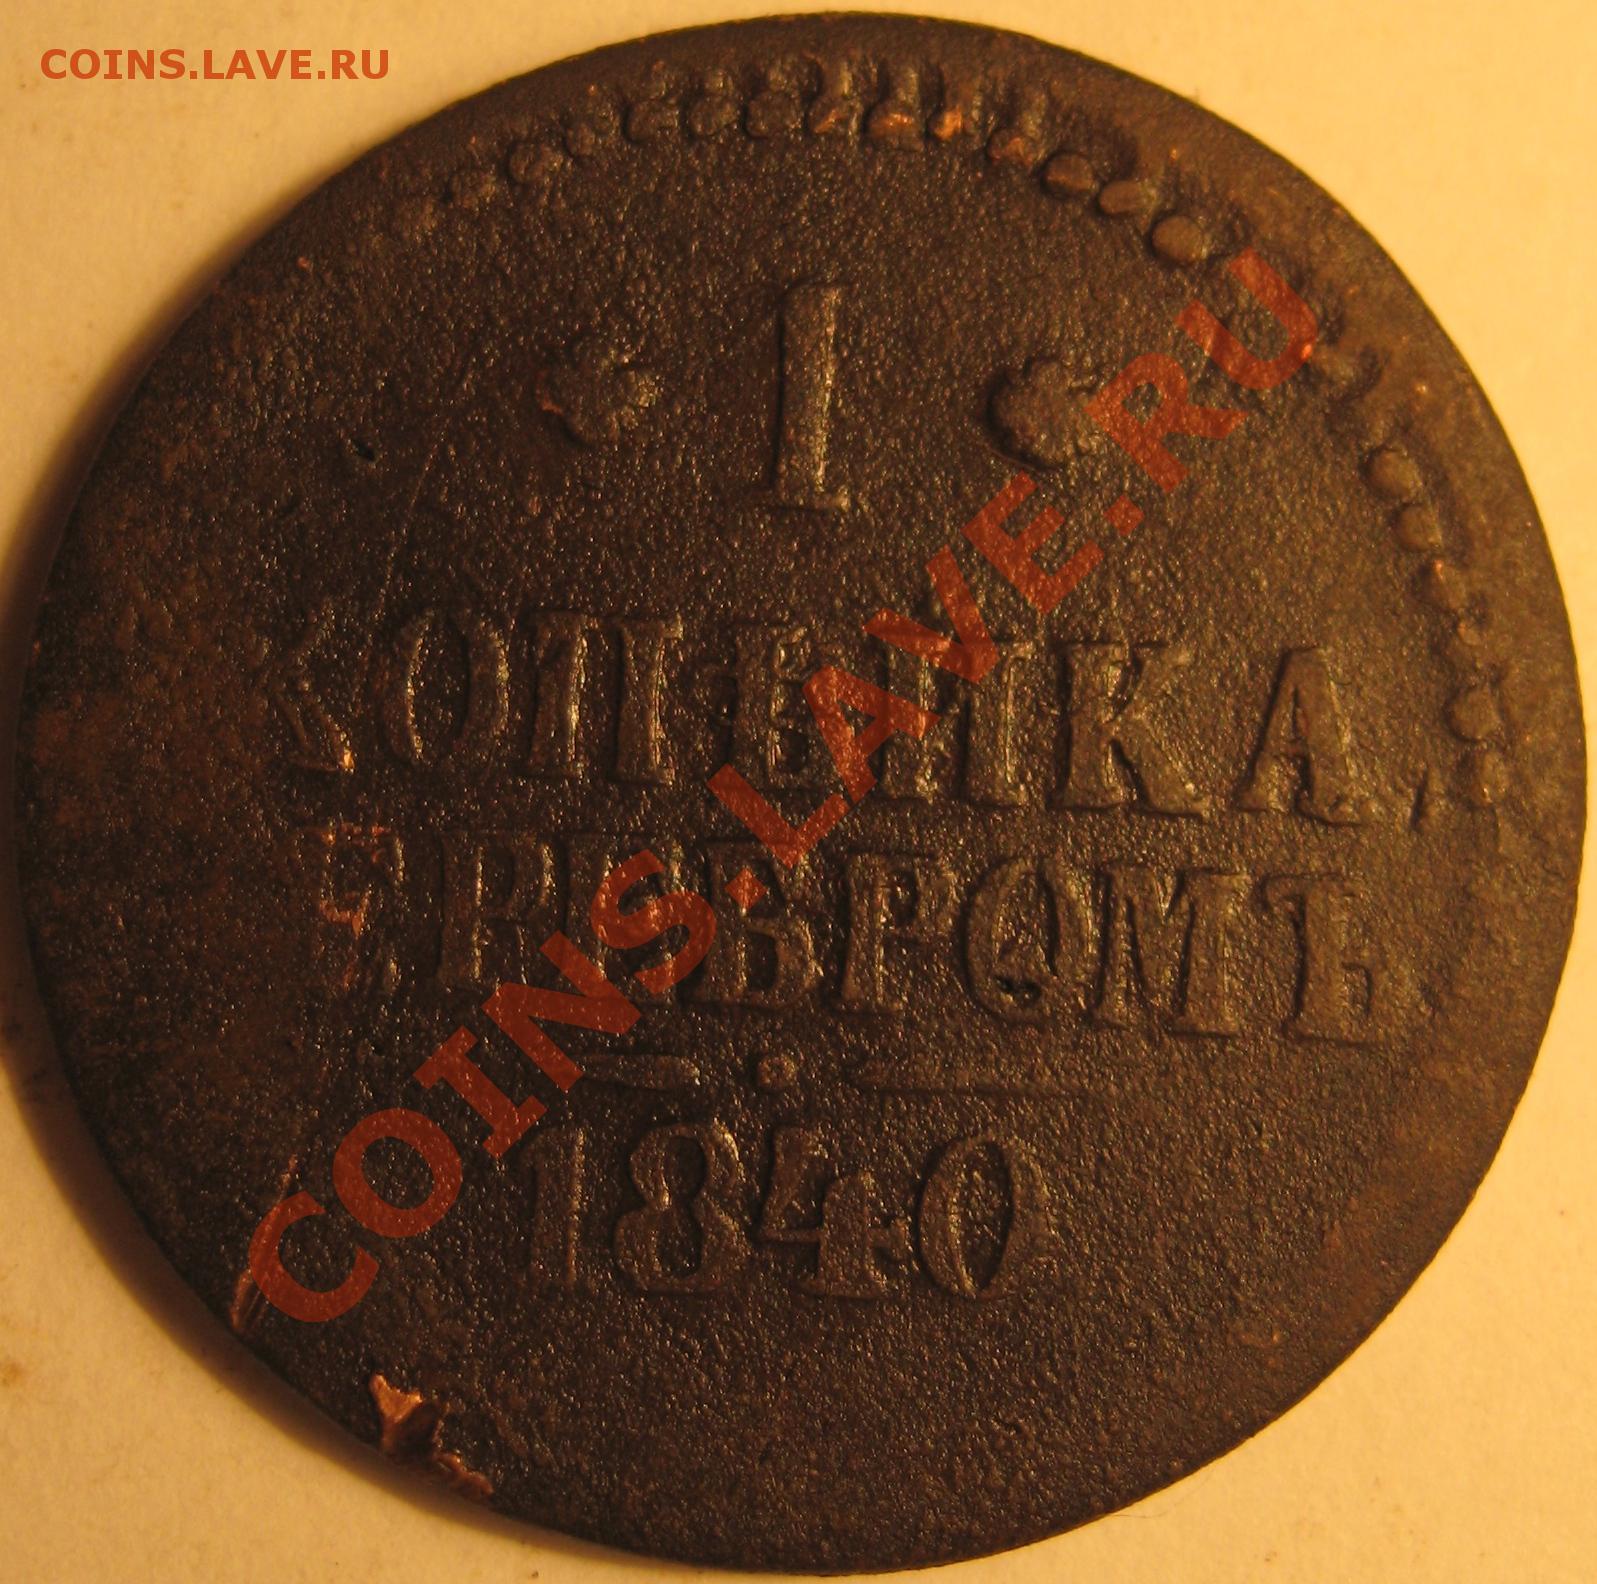 COINS.LAVE.RU
* 1 *
КОПѢЙКА
СЕРЕБРОМЪ
1840
COINS.LAVE.RU